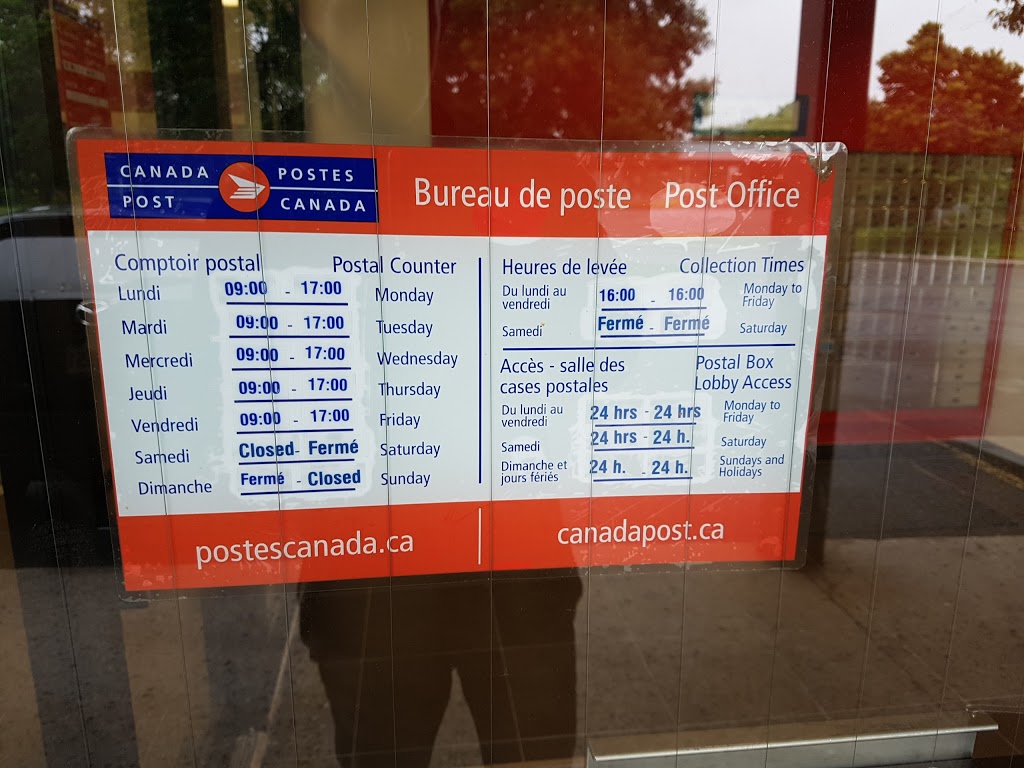 CANADA POSTES
POST CANADA
Bureau de poste Post Office
Comptoir postal Postal Counter
Lundi 09:00 - 17:00 Monday
Mardi 09:00 - 17:00 Tuesday
Mercredi 09:00 - 17:00 Wednesday
Jeudi 09:00 - 17:00 Thursday
Vendredi 09:00 - 17:00 Friday
Samedi Closed - Fermé Saturday
Dimanche Fermé - Closed Sunday
Heures de levée Collection Times
Du lundi au vendredi 16:00 - 16:00 Monday to Friday
Samedi Fermé - Fermé Saturday
Accès - salle des Postal Box
cases postales Lobby Access
Du lundi au vendredi 24 hrs - 24 hrs Monday to Friday
Samedi 24 hrs - 24 h. Saturday
Dimanche et jours fériés 24 h. - 24 h. Sundays and Holidays
postescanada.ca canadapost.ca